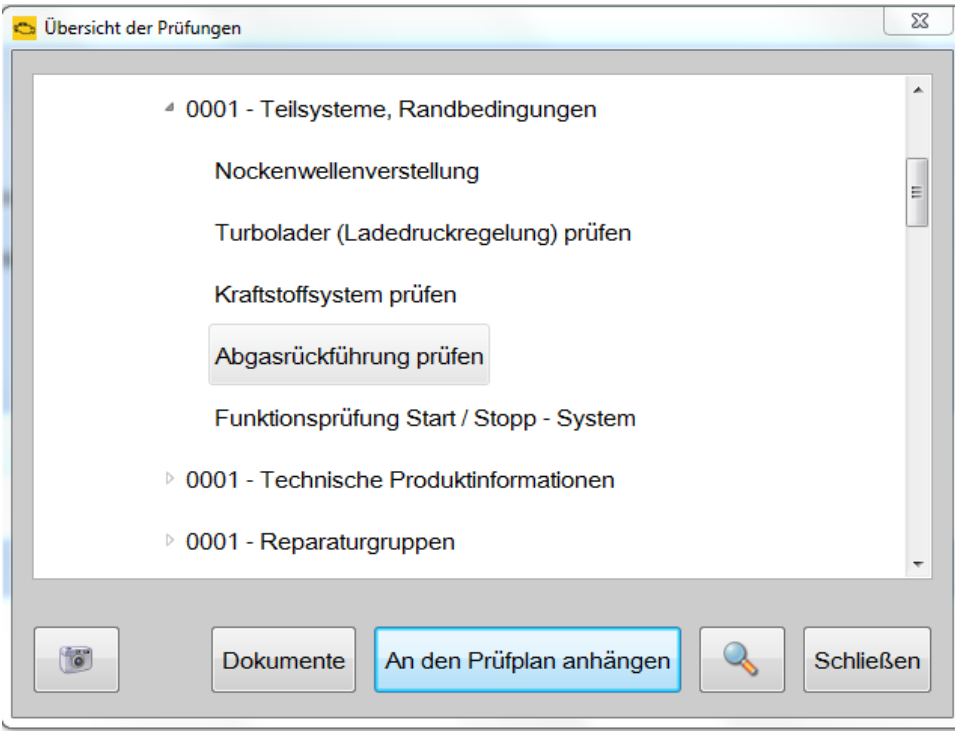 Übersicht der Prüfungen
0001 - Teilsysteme, Randbedingungen
Nockenwellenverstellung
Turbolader (Ladedruckregelung) prüfen
Kraftstoffsystem prüfen
Abgasrückführung prüfen
Funktionsprüfung Start / Stopp - System
0001 - Technische Produktinformationen
0001 - Reparaturgruppen
Dokumente An den Prüfplan anhängen Schließen